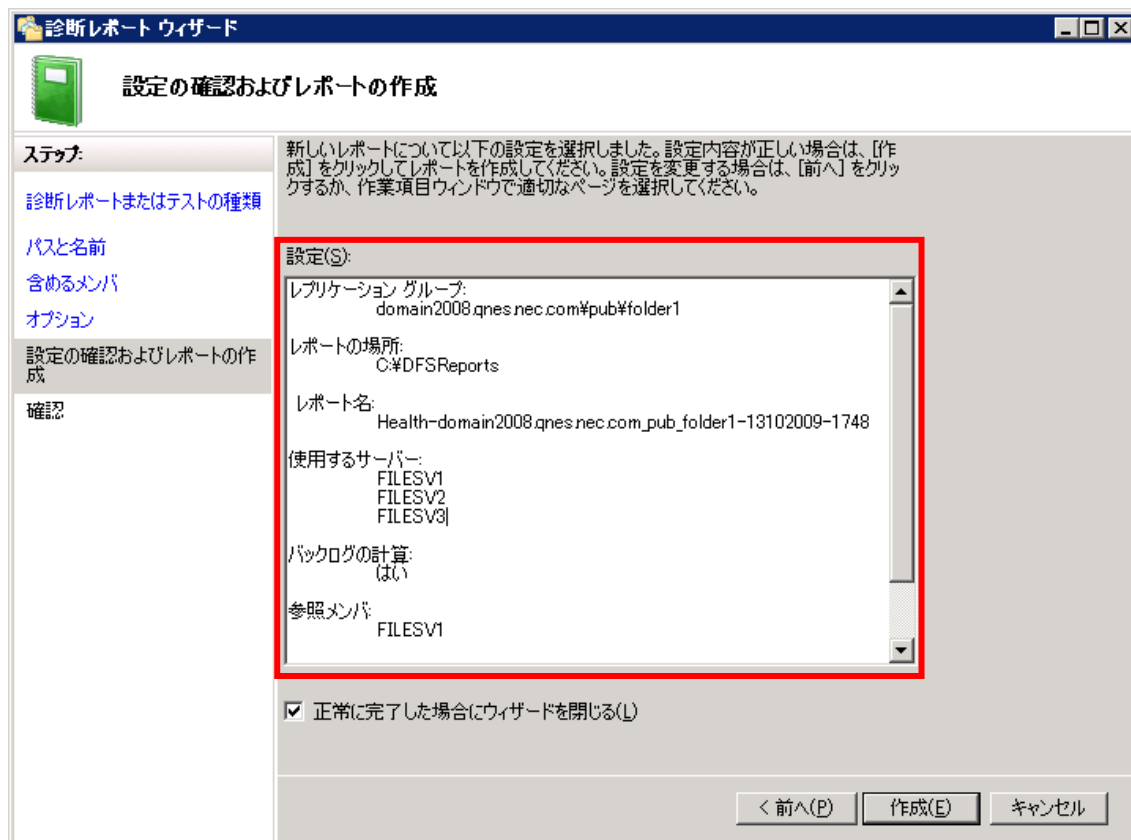 診断レポート ウィザード
設定の確認およびレポートの作成
ステップ:
診断レポートまたはテストの種類
パスと名前
含めるメンバ
オプション
設定の確認およびレポートの作
成
確認
新しいレポートについて以下の設定を選択しました。設定内容が正しい場合は、[作
成] をクリックしてレポートを作成してください。設定を変更する場合は、[前へ] をクリッ
クするか、作業項目ウィンドウで適切なページを選択してください。
設定(S):
レプリケーション グループ:
domain2008.qnes.nec.com¥pub¥folder1
レポートの場所:
C:¥DFSReports
レポート名:
Health-domain2008.qnes.nec.com_pub_folder1-13102009-1748
使用するサーバー:
FILESV1
FILESV2
FILESV3
バックログの計算:
はい
参照メンバ:
FILESV1
正常に完了した場合にウィザードを閉じる(L)
< 前へ(P)
作成(E)
キャンセル